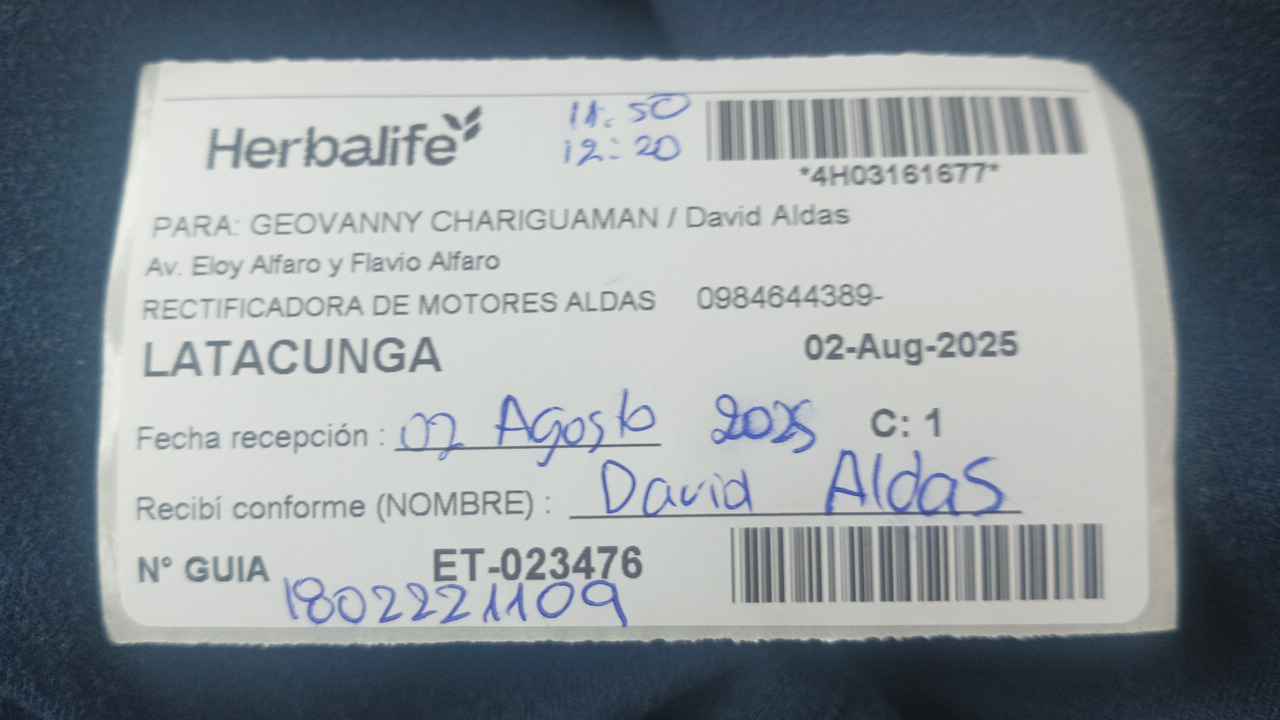 Herbalife
11:50
12:20
*4H03161677*
PARA: GEOVANNY CHARIGUAMAN / David Aldas
Av. Eloy Alfaro y Flavio Alfaro
RECTIFICADORA DE MOTORES ALDAS 0984644389-
LATACUNGA 02-Aug-2025
Fecha recepción : 02 Agosto 2025 C: 1
Recibí conforme (NOMBRE) : David Aldas
N° GUIA ET-023476
1802221109